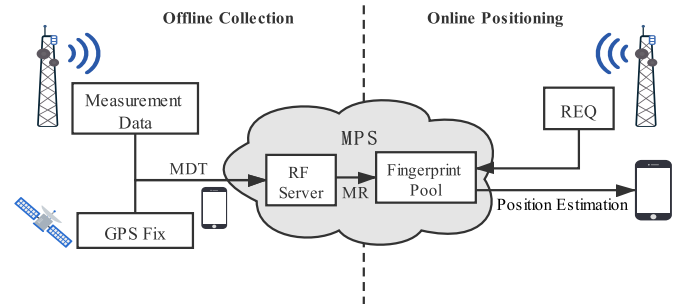 Offline Collection
Online Positioning
Measurement
Data
REQ
MPS
MDT
RF
Server
MR
Fingerprint
Pool
Position Estimation
GPS Fix